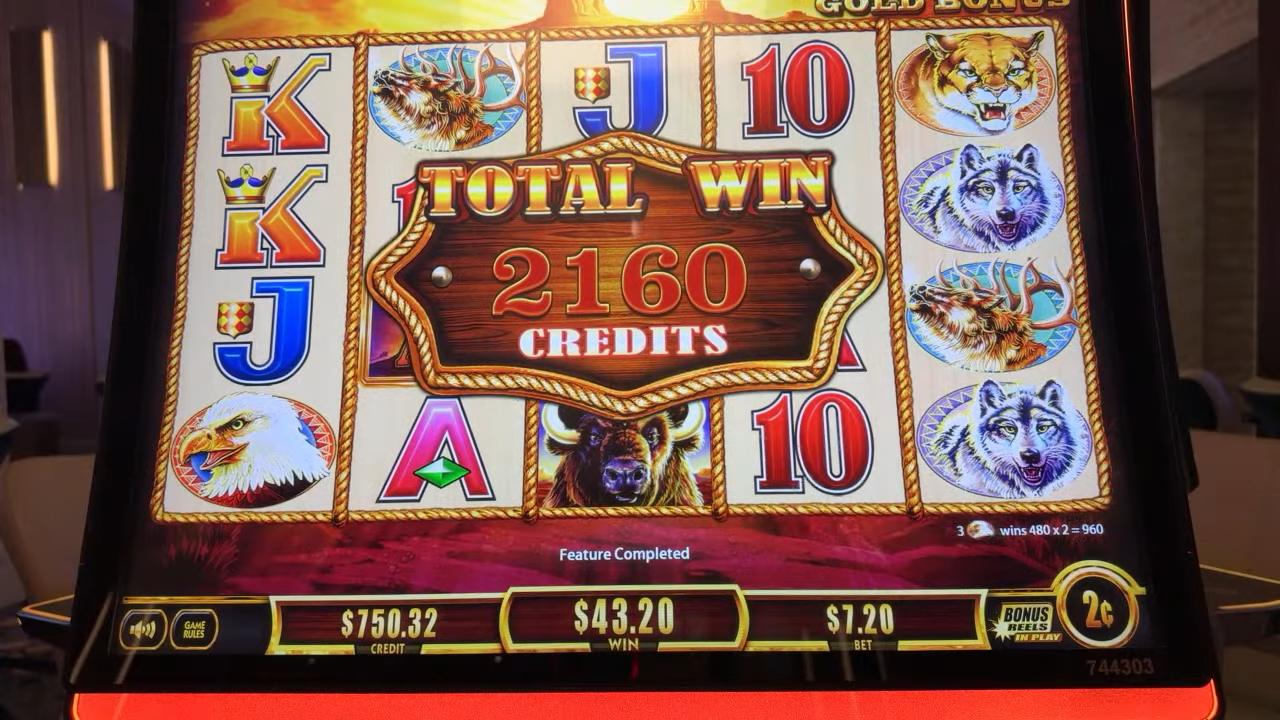 GOLD BONUS
K
J
10
K
TOTAL WIN
2160
CREDITS
J
A
10
3 wins 480 x 2 = 960
Feature Completed
GAME
RULES
$750.32
CREDIT
$43.20
WIN
$7.20
BET
BONUS
REELS
IN PLAY
2¢
744303